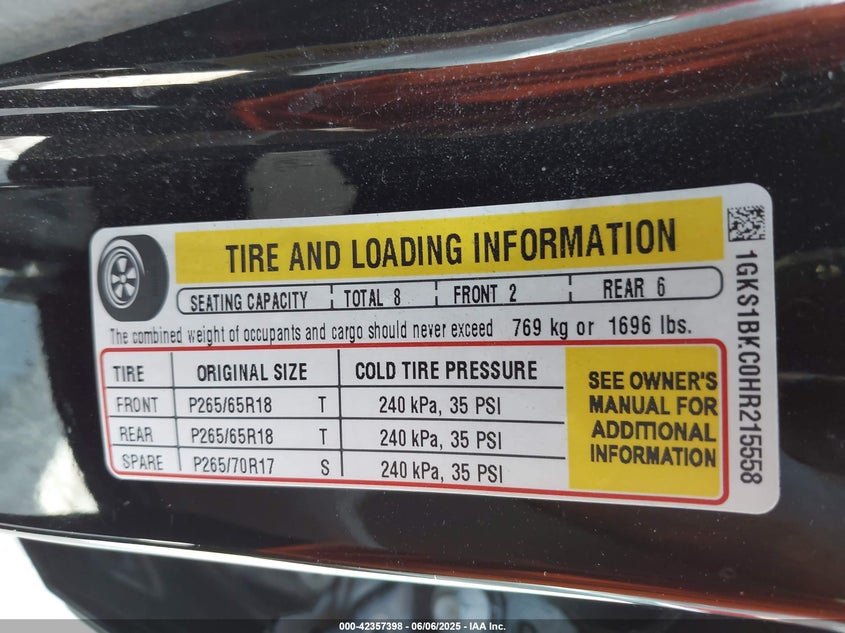 TIRE AND LOADING INFORMATION
SEATING CAPACITY TOTAL 8 FRONT 2 REAR 6
The combined weight of occupants and cargo should never exceed 769 kg or 1696 lbs.
TIRE ORIGINAL SIZE COLD TIRE PRESSURE
FRONT P265/65R18 T 240 kPa, 35 PSI
REAR P265/65R18 T 240 kPa, 35 PSI
SPARE P265/70R17 S 240 kPa, 35 PSI
SEE OWNER'S
MANUAL FOR
ADDITIONAL
INFORMATION
1GKS1BKC0HR215558
000-42357398 - 06/06/2025 - IAA, Inc.